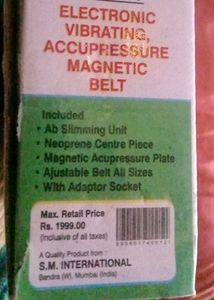 ELECTRONIC
VIBRATING,
ACCUPRESSURE
MAGNETIC
BELT
Included
• Ab Slimming Unit
• Neoprene Centre Piece
• Magnetic Acupressure Plate
• Ajustable Belt All Sizes
• With Adaptor Socket
Max. Retail Price
Rs. 1999.00
(inclusive of all taxes)
A Quality Product from :
S.M. INTERNATIONAL
Bandra (W), Mumbai (India)